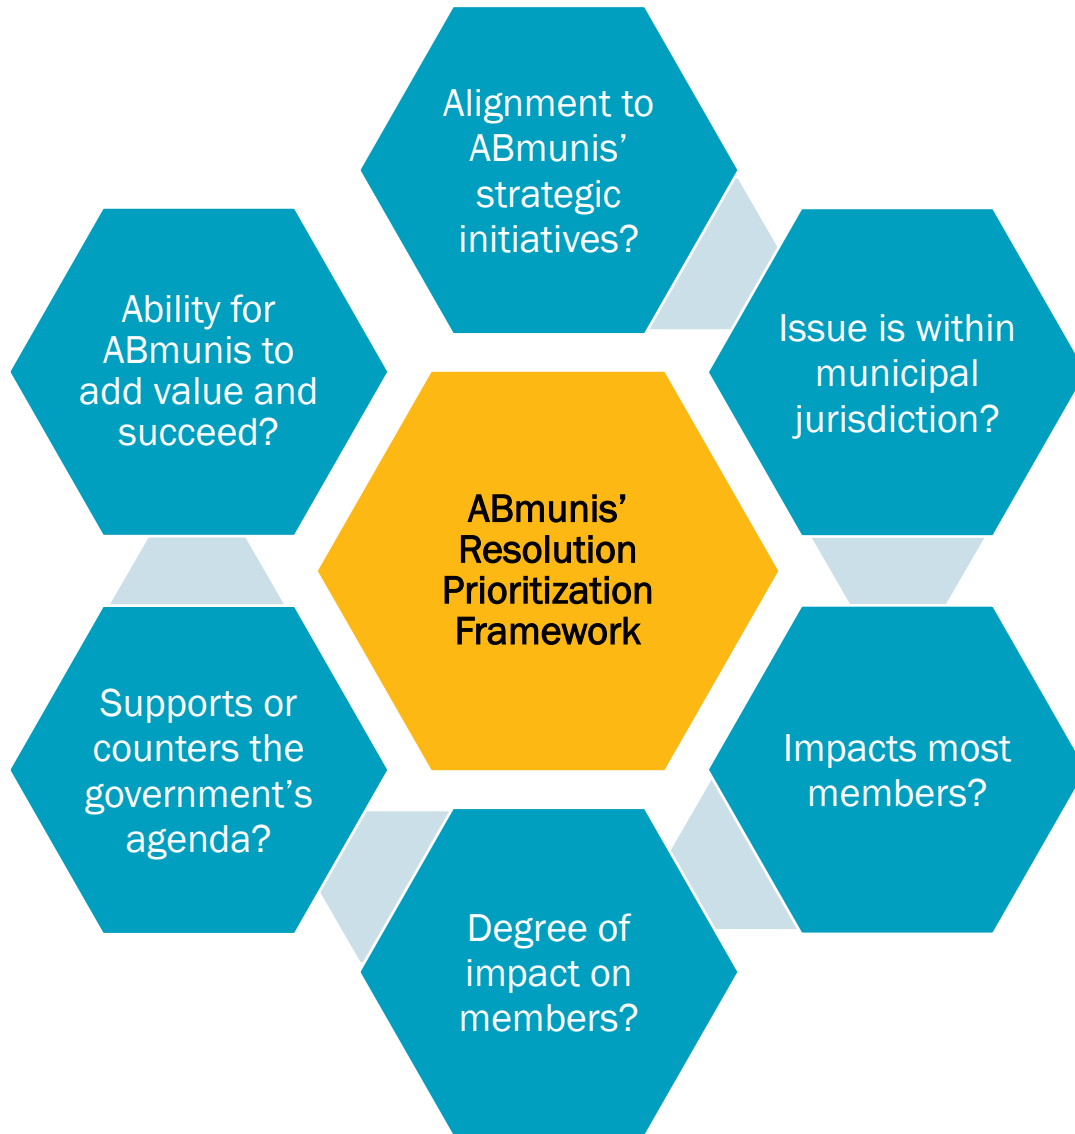 Alignment to
ABmunis’
strategic
initiatives?
Issue is within
municipal
jurisdiction?
Impacts most
members?
Degree of
impact on
members?
Supports or
counters the
government’s
agenda?
Ability for
ABmunis to
add value and
succeed?
ABmunis’
Resolution
Prioritization
Framework